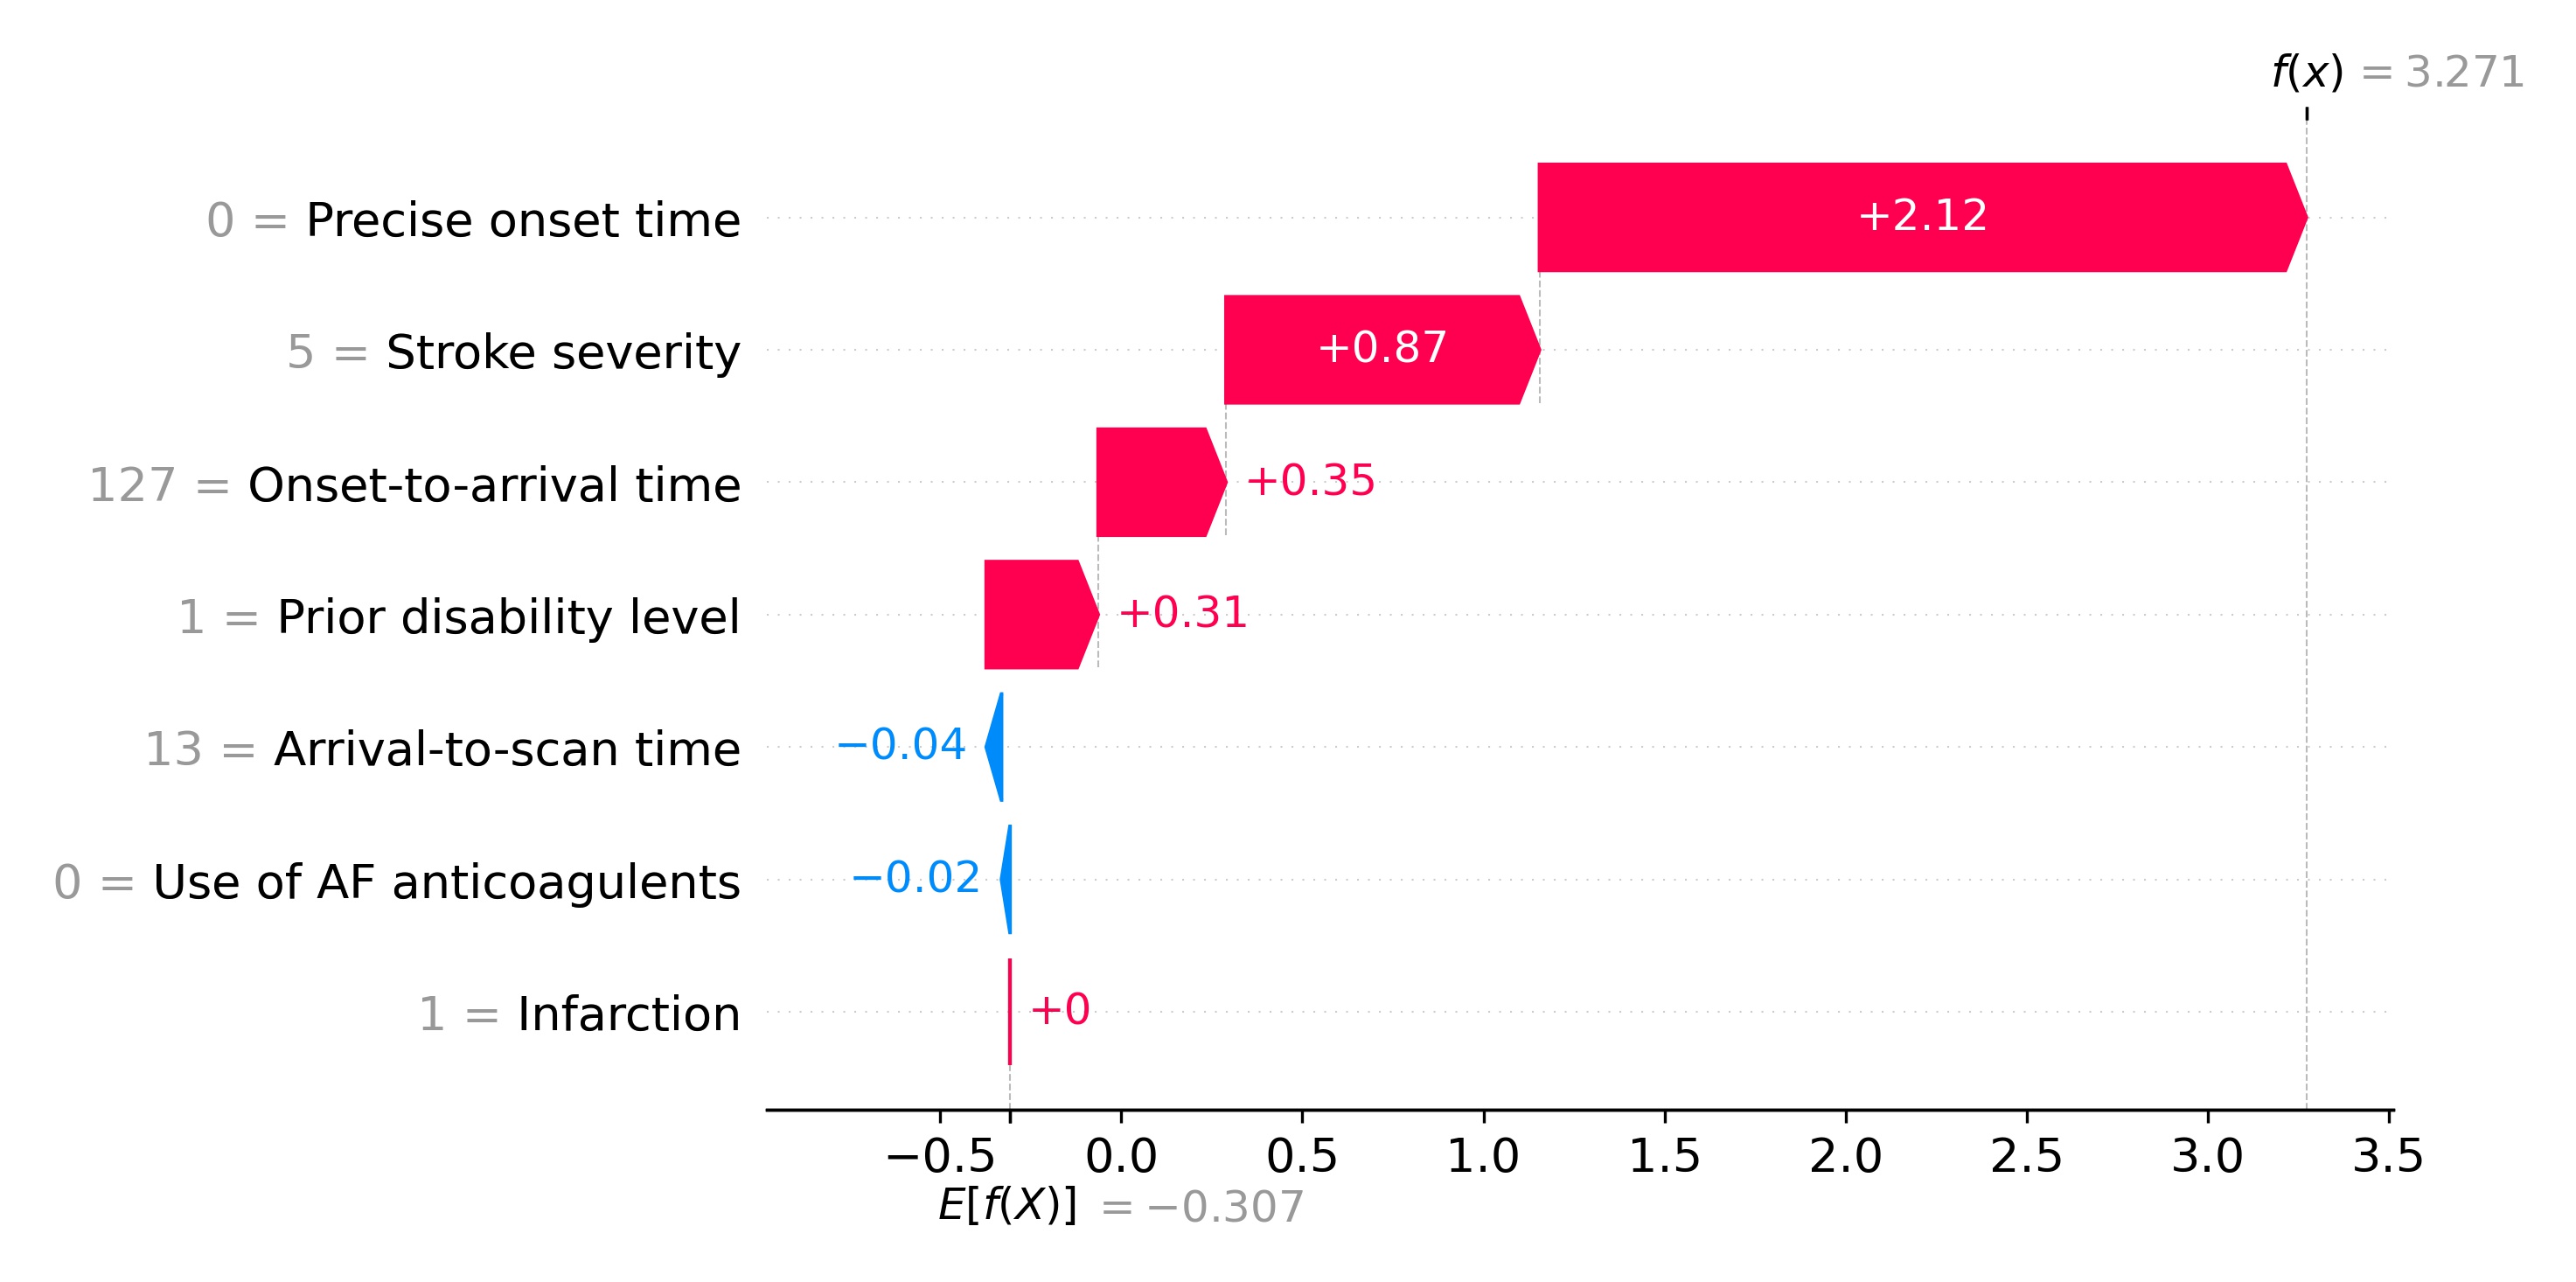 f(x) = 3.271
0 = Precise onset time
+2.12
5 = Stroke severity
+0.87
127 = Onset-to-arrival time
+0.35
1 = Prior disability level
+0.31
13 = Arrival-to-scan time
−0.04
0 = Use of AF anticoagulents
−0.02
1 = Infarction
+0
−0.5 0.0 0.5 1.0 1.5 2.0 2.5 3.0 3.5
E[f(X)] = −0.307